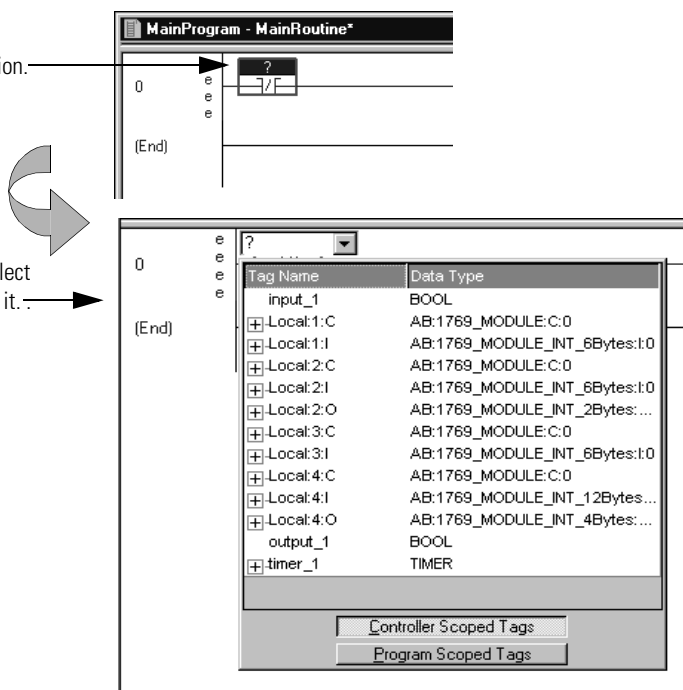 MainProgram - MainRoutine*
ion.
?
0
e
e
e
(End)
lect
it. .
e
e
e
e
?
0
(End)
Tag Name Data Type
input_1 BOOL
Local:1:C AB:1769_MODULE:C:0
Local:1:I AB:1769_MODULE_INT_6Bytes:I:0
Local:2:C AB:1769_MODULE:C:0
Local:2:I AB:1769_MODULE_INT_6Bytes:I:0
Local:2:O AB:1769_MODULE_INT_2Bytes:...
Local:3:C AB:1769_MODULE:C:0
Local:3:I AB:1769_MODULE_INT_6Bytes:I:0
Local:4:C AB:1769_MODULE:C:0
Local:4:I AB:1769_MODULE_INT_12Bytes...
Local:4:O AB:1769_MODULE_INT_4Bytes:...
output_1 BOOL
timer_1 TIMER
Controller Scoped Tags
Program Scoped Tags